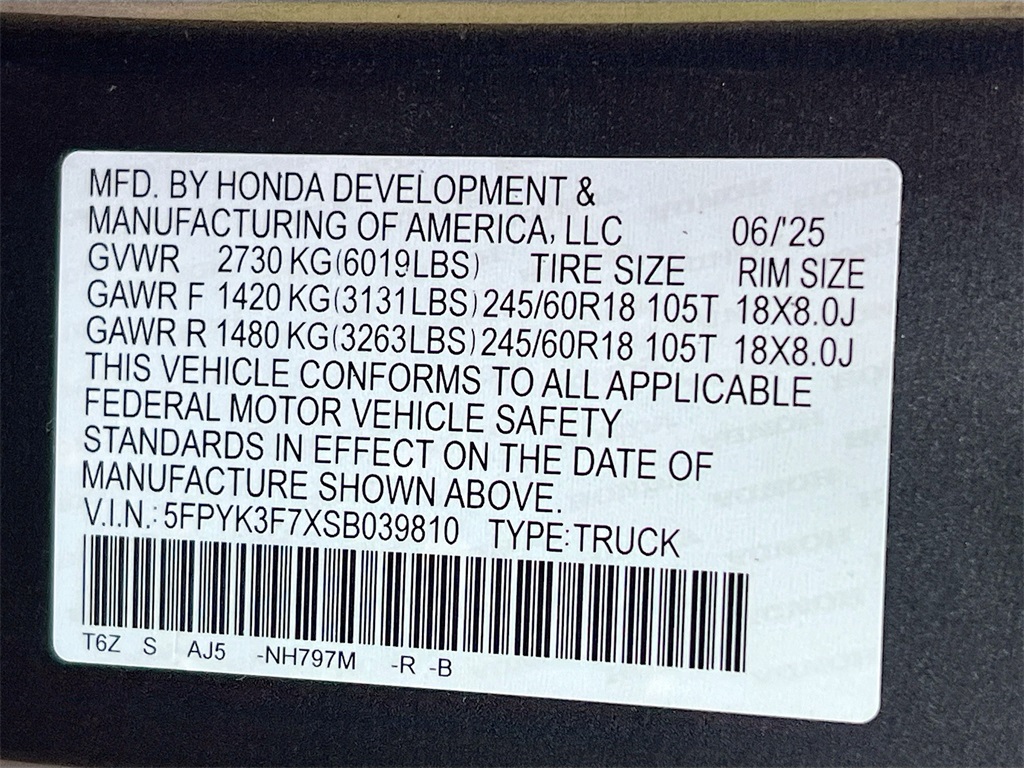 MFD. BY HONDA DEVELOPMENT &
MANUFACTURING OF AMERICA, LLC 06/'25
GVWR 2730 KG(6019LBS) TIRE SIZE RIM SIZE
GAWR F 1420 KG(3131LBS) 245/60R18 105T 18X8.0J
GAWR R 1480 KG(3263LBS) 245/60R18 105T 18X8.0J
THIS VEHICLE CONFORMS TO ALL APPLICABLE
FEDERAL MOTOR VEHICLE SAFETY
STANDARDS IN EFFECT ON THE DATE OF
MANUFACTURE SHOWN ABOVE.
V.I.N.: 5FPYK3F7XSB039810 TYPE:TRUCK
T6Z S AJ5 -NH797M -R -B